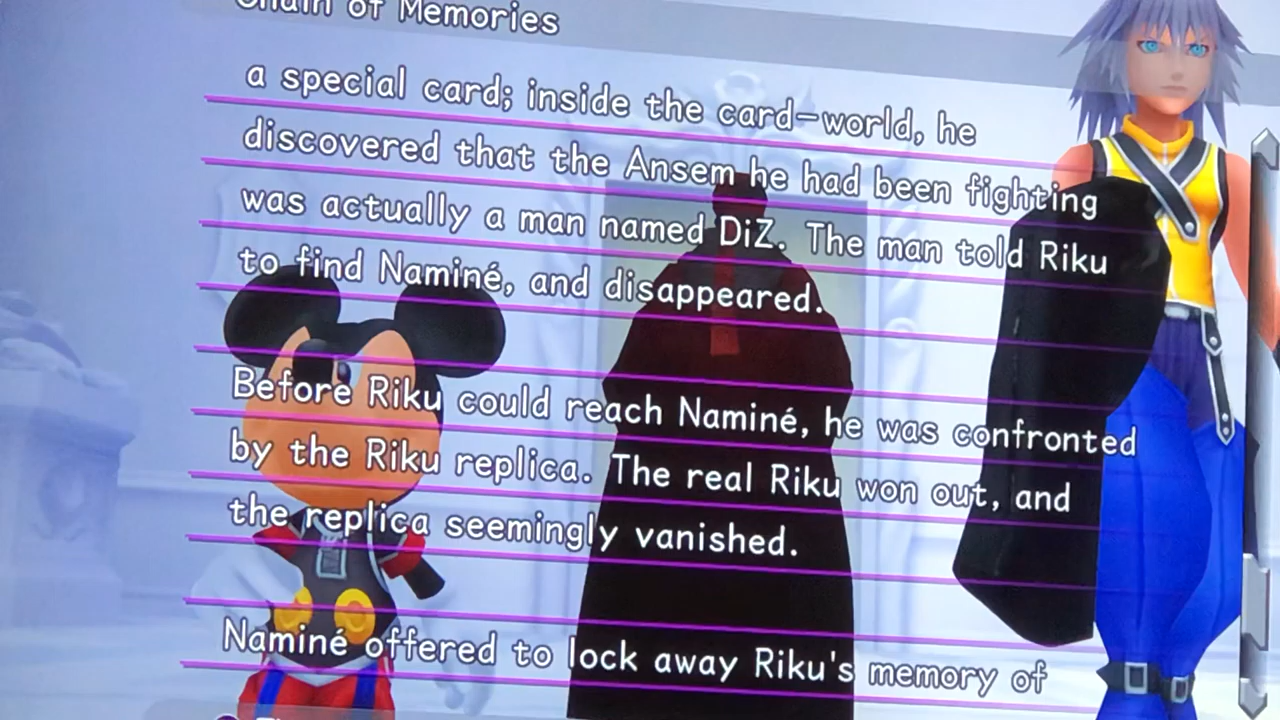 Chain of Memories
a special card; inside the card-world, he
discovered that the Ansem he had been fighting
was actually a man named DiZ. The man told Riku
to find Naminé, and disappeared.
Before Riku could reach Naminé, he was confronted
by the Riku replica. The real Riku won out, and
the replica seemingly vanished.
Naminé offered to lock away Riku's memory of